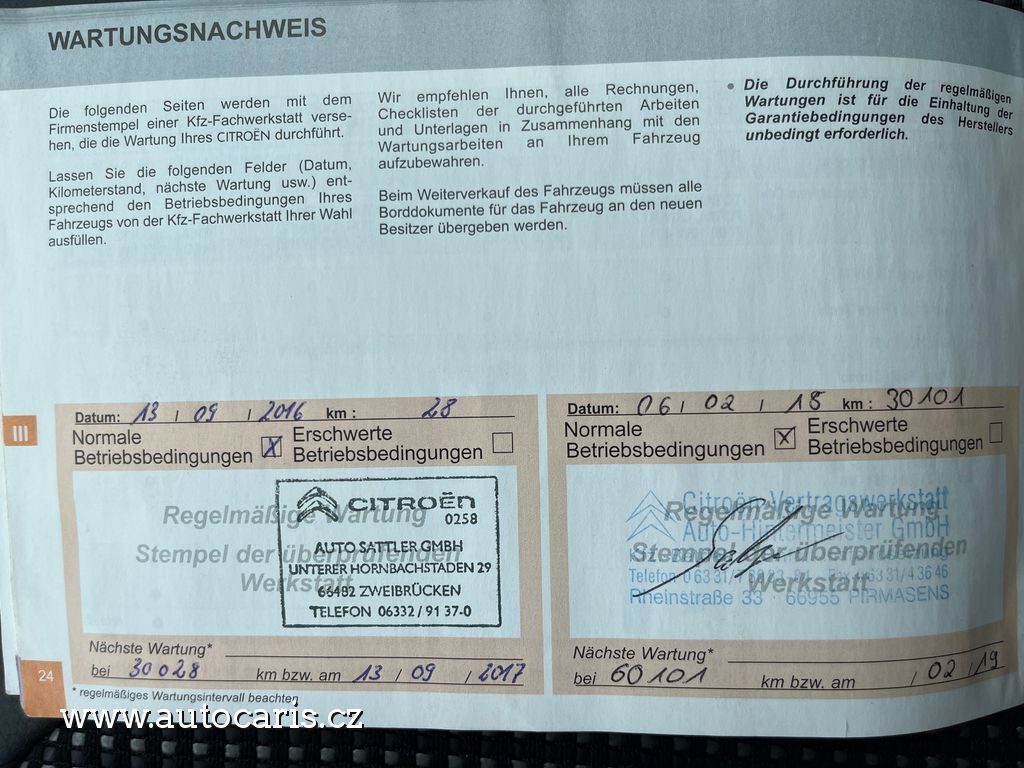 WARTUNGSNACHWEIS
Die folgenden Seiten werden mit dem
Firmenstempel einer Kfz-Fachwerkstatt verse-
hen, die die Wartung Ihres CITROËN durchführt.
Lassen Sie die folgenden Felder (Datum,
Kilometerstand, nächste Wartung usw.) ent-
sprechend den Betriebsbedingungen Ihres
Fahrzeugs von der Kfz-Fachwerkstatt Ihrer Wahl
ausfüllen.
Wir empfehlen Ihnen, alle Rechnungen,
Checklisten der durchgeführten Arbeiten
und Unterlagen in Zusammenhang mit den
Wartungsarbeiten an Ihrem Fahrzeug
aufzubewahren.
Beim Weiterverkauf des Fahrzeugs müssen alle
Borddokumente für das Fahrzeug an den neuen
Besitzer übergeben werden.
• Die Durchführung der regelmäßigen
Wartungen ist für die Einhaltung der
Garantiebedingungen des Herstellers
unbedingt erforderlich.
III
Datum: 13 / 09 / 2016 km : 28
Normale
Betriebsbedingungen X Erschwerte
Betriebsbedingungen
Regelmäßige Wartung
Stempel der überprüfenden
Werkstatt
CITROËN
0258
AUTO SATTLER GMBH
UNTERER HORNBACHSTADEN 29
66482 ZWEIBRÜCKEN
TELEFON 06332 / 91 37-0
Nächste Wartung*
bei 30028 km bzw. am 13 / 09 / 2017
Datum: 06 / 02 / 18 km : 30101
Normale
Betriebsbedingungen X Erschwerte
Betriebsbedingungen
Regelmäßige Wartung
Stempel der überprüfenden
Werkstatt
Citroën-Vertragswerkstatt
Auto-Hintermeister GmbH
Telefon
Rheinstraße 33 · 66955 PIRMASENS
Nächste Wartung*
bei 60101 km bzw. am / 02 / 19
24
* regelmäßiges Wartungsintervall beachten
www.autocaris.cz